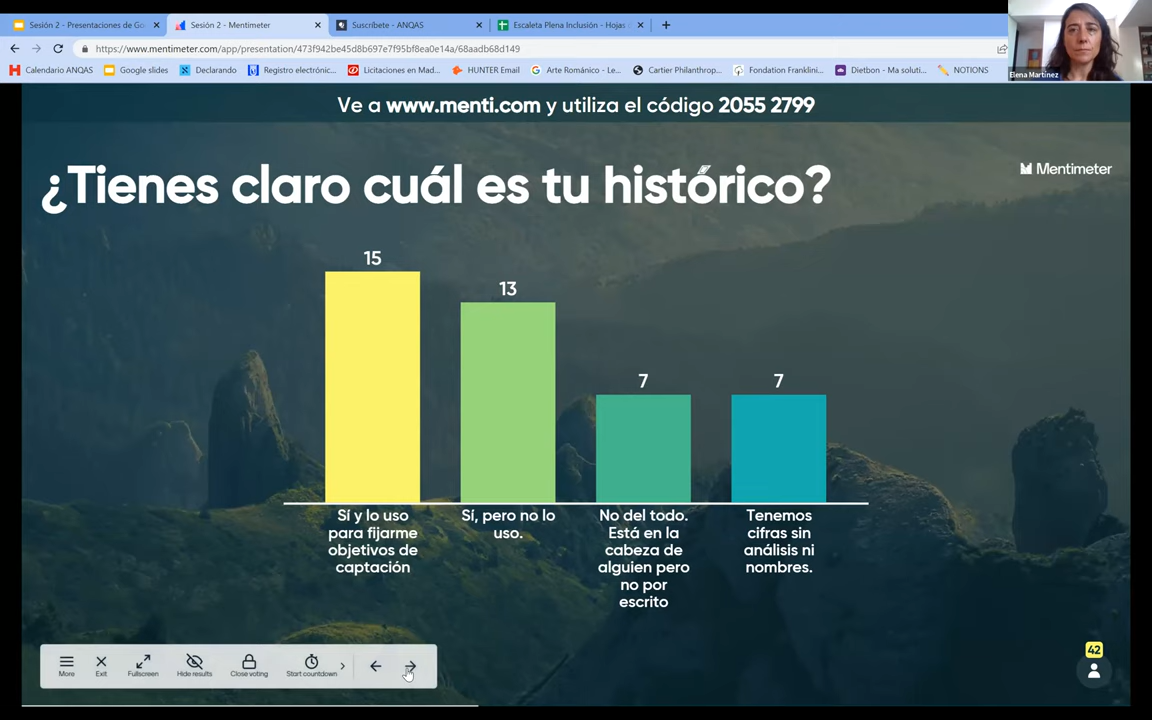 Sesión 2 - Presentaciones de Go
Sesión 2 - Mentimeter
Suscríbete - ANQAS
Escaleta Plena Inclusión - Hojas
https://www.mentimeter.com/app/presentation/473f942be45d8b697e7f95bf8ea0e14a/68aadb68d149
Calendario ANQAS
Google slides
Declarando
Registro electrónic...
Licitaciones en Mad...
HUNTER Email
Arte Románico - Le...
Cartier Philanthrop...
Fondation Franklini...
Dietbon - Ma soluti...
NOTIONS
Elena Martínez
Ve a www.menti.com y utiliza el código 2055 2799
¿Tienes claro cuál es tu histórico?
Mentimeter
15
13
7
7
Sí y lo uso
para fijarme
objetivos de
captación
Sí, pero no lo
uso.
No del todo.
Está en la
cabeza de
alguien pero
no por
escrito
Tenemos
cifras sin
análisis ni
nombres.
More
Exit
Fullscreen
Hide results
Close voting
Start countdown
42